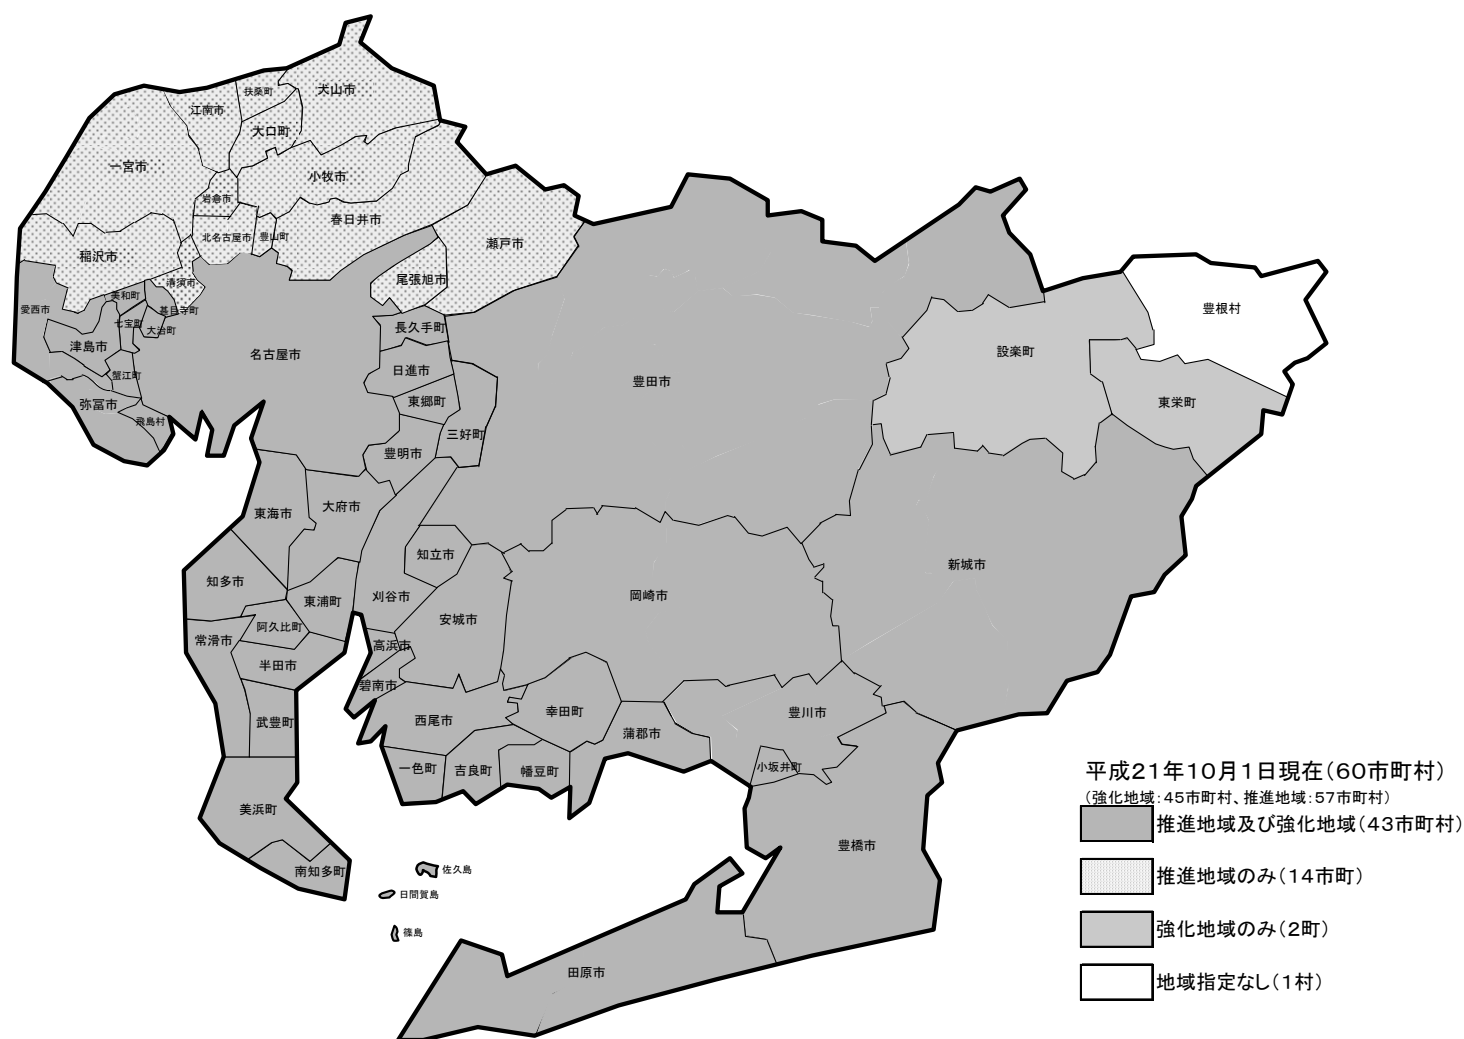 扶桑町
犬山市
江南市
大口町
一宮市
小牧市
岩倉市
春日井市
北名古屋市
豊山町
瀬戸市
稲沢市
尾張旭市
清須市
美和町
愛西市
甚目寺町
七宝町
大治町
長久手町
津島市
名古屋市
日進市
蟹江町
弥冨市
東郷町
飛島村
三好町
豊明市
豊田市
設楽町
豊根村
東栄町
東海市
大府市
知立市
新城市
知多市
刈谷市
岡崎市
東浦町
安城市
阿久比町
常滑市
高浜市
半田市
碧南市
武豊町
西尾市
幸田町
豊川市
蒲郡市
一色町
吉良町
幡豆町
小坂井町
美浜町
豊橋市
南知多町
佐久島
日間賀島
篠島
田原市
平成21年10月1日現在(60市町村)
(強化地域:45市町村、推進地域:57市町村)
推進地域及び強化地域(43市町村)
推進地域のみ(14市町)
強化地域のみ(2町)
地域指定なし(1村)